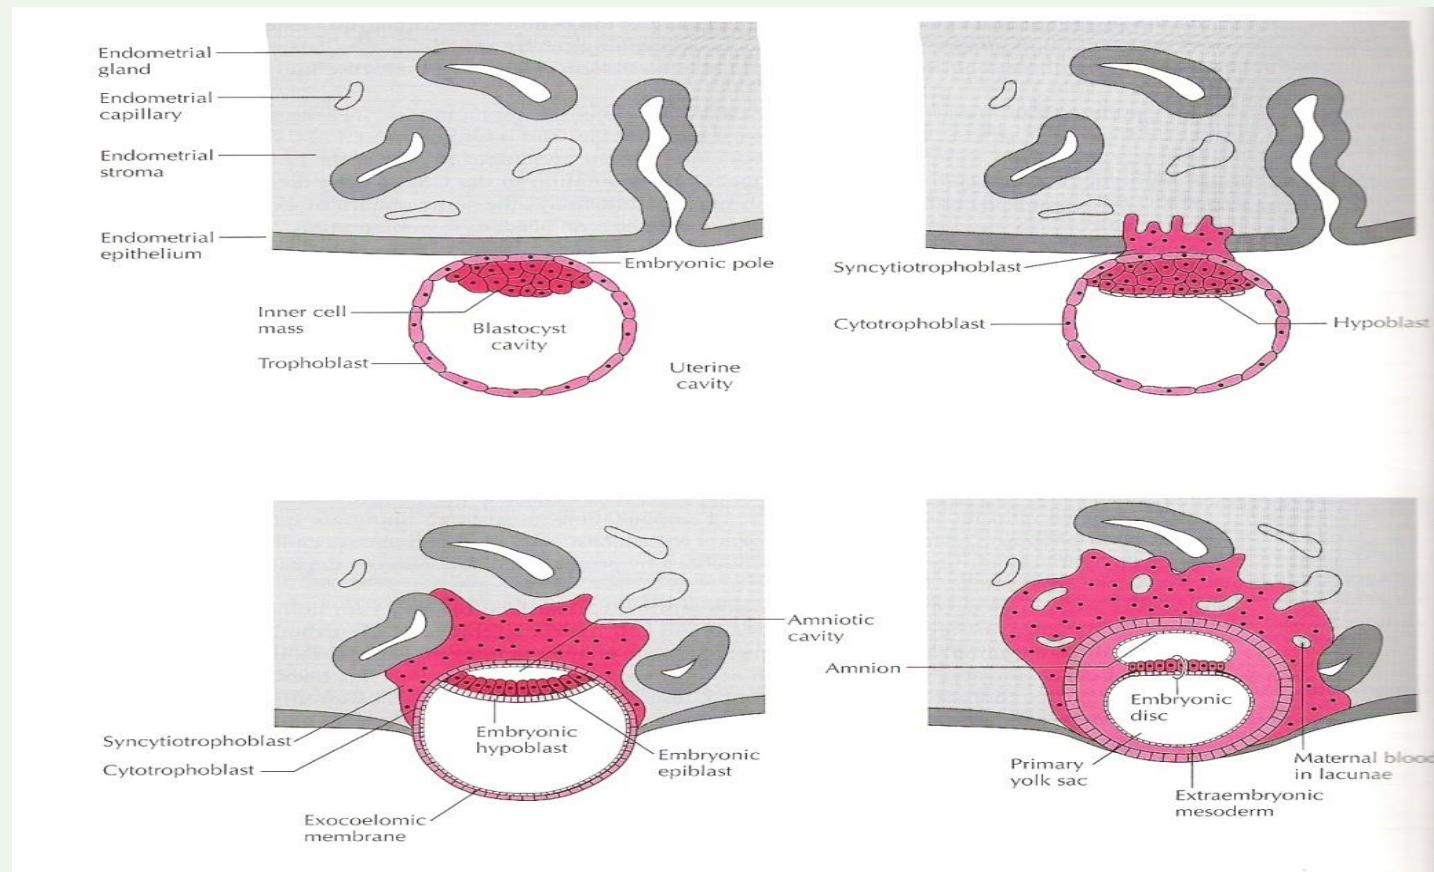 Endometrial
gland
Endometrial
capillary
Endometrial
stroma
Endometrial
epithelium
Embryonic pole
Inner cell
mass
Blastocyst
cavity
Trophoblast
Uterine
cavity
Syncytiotrophoblast
Cytotrophoblast
Hypoblast
Amniotic
cavity
Embryonic
hypoblast
Syncytiotrophoblast
Cytotrophoblast
Embryonic
epiblast
Exocoelomic
membrane
Amnion
Embryonic
disc
Primary
yolk sac
Maternal blood
in lacunae
Extraembryonic
mesoderm